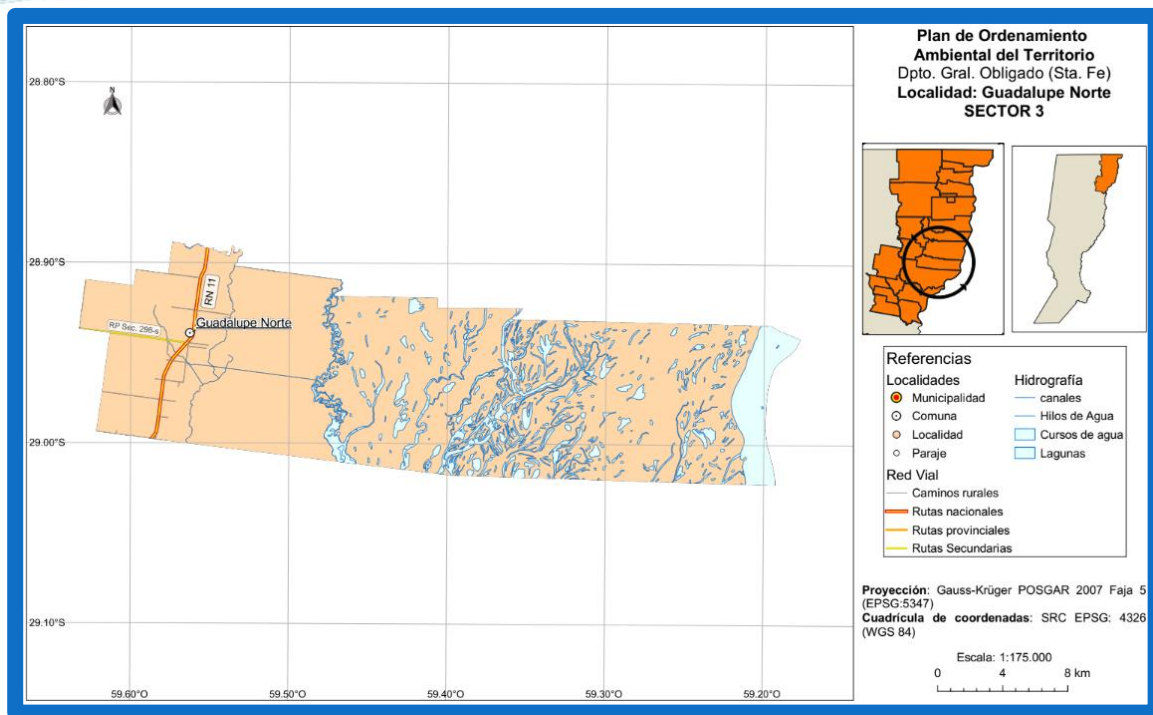 Plan de Ordenamiento
Ambiental del Territorio
Dpto. Gral. Obligado (Sta. Fe)
Localidad: Guadalupe Norte
SECTOR 3
28.80°S
28.90°S
29.00°S
29.10°S
59.60°O
59.50°O
59.40°O
59.30°O
59.20°O
N
RN 11
Guadalupe Norte
RP Sec. 296-s
Referencias
Localidades
Municipalidad
Comuna
Localidad
Paraje
Hidrografía
canales
Hilos de Agua
Cursos de agua
Lagunas
Red Vial
Caminos rurales
Rutas nacionales
Rutas provinciales
Rutas Secundarias
Proyección: Gauss-Krüger POSGAR 2007 Faja 5
(EPSG:5347)
Cuadrícula de coordenadas: SRC EPSG: 4326
(WGS 84)
Escala: 1:175.000
0 4 8 km